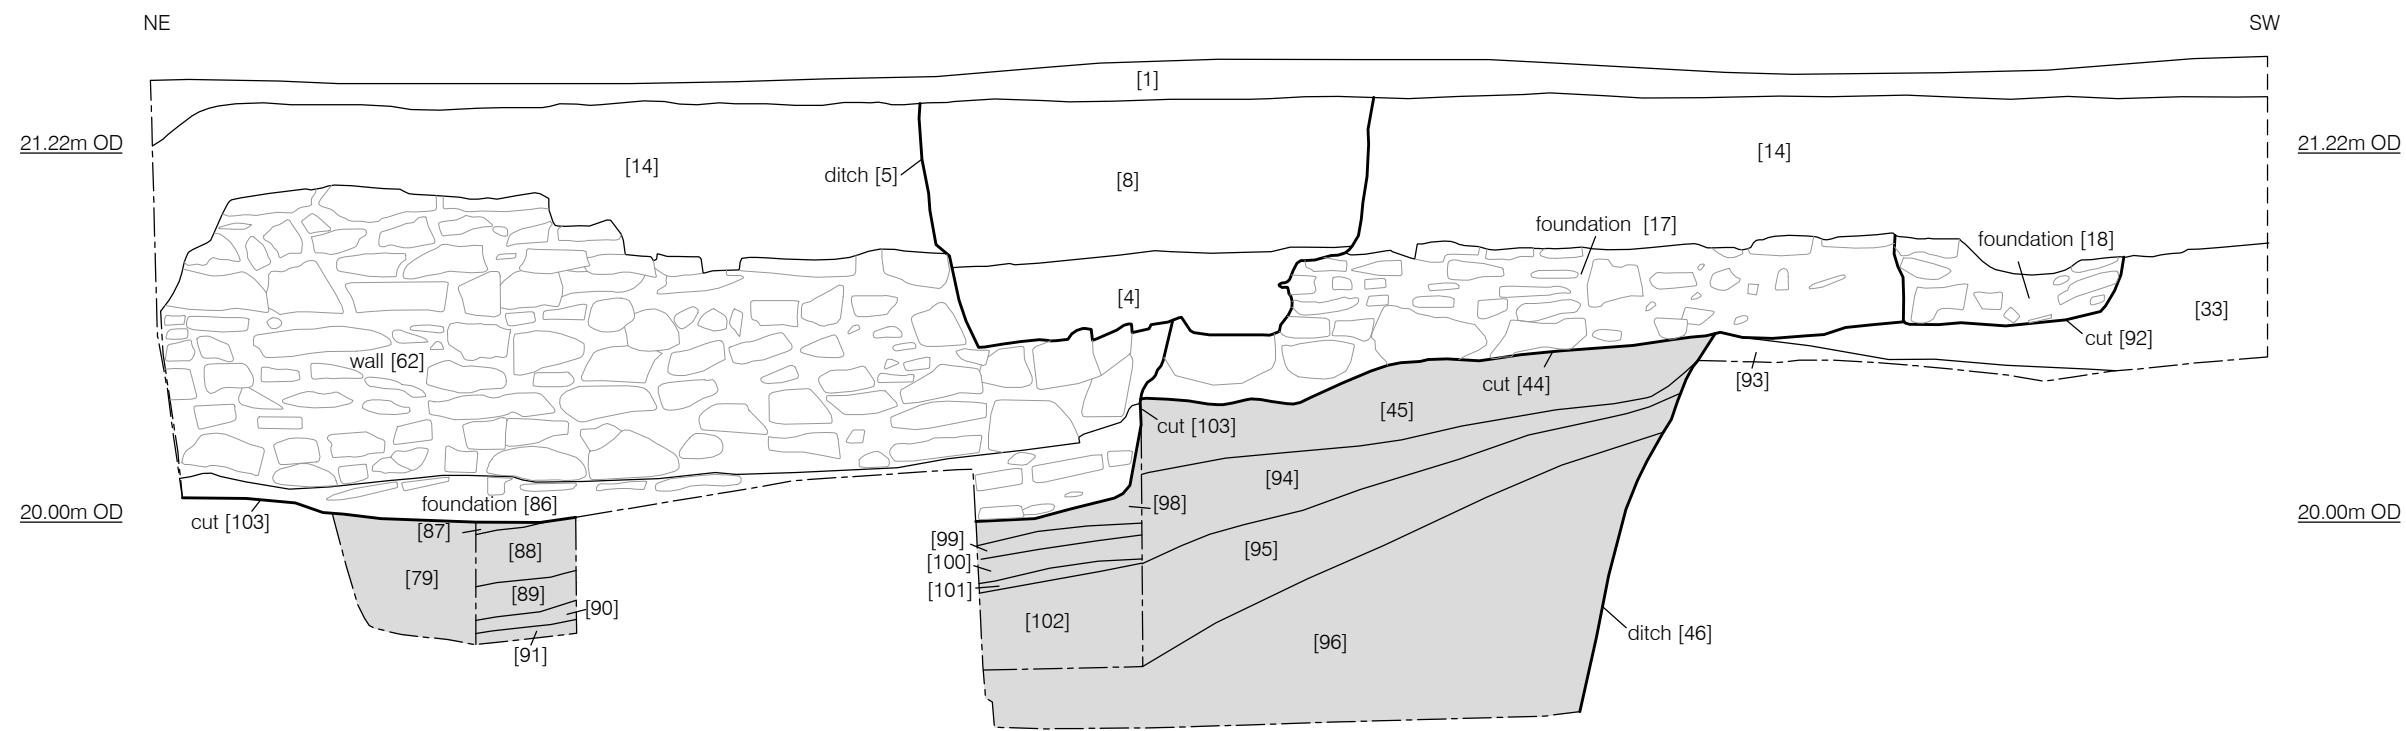 NE
SW
[1]
21.22m OD
21.22m OD
[14]
ditch [5]
[8]
[14]
foundation [17]
foundation [18]
[4]
[33]
wall [62]
cut [92]
[93]
cut [44]
[45]
cut [103]
[94]
foundation [86]
[98]
20.00m OD
20.00m OD
cut [103]
[87]
[99]
[88]
[95]
[100]
[79]
[101]
[89]
[90]
[102]
ditch [46]
[96]
[91]